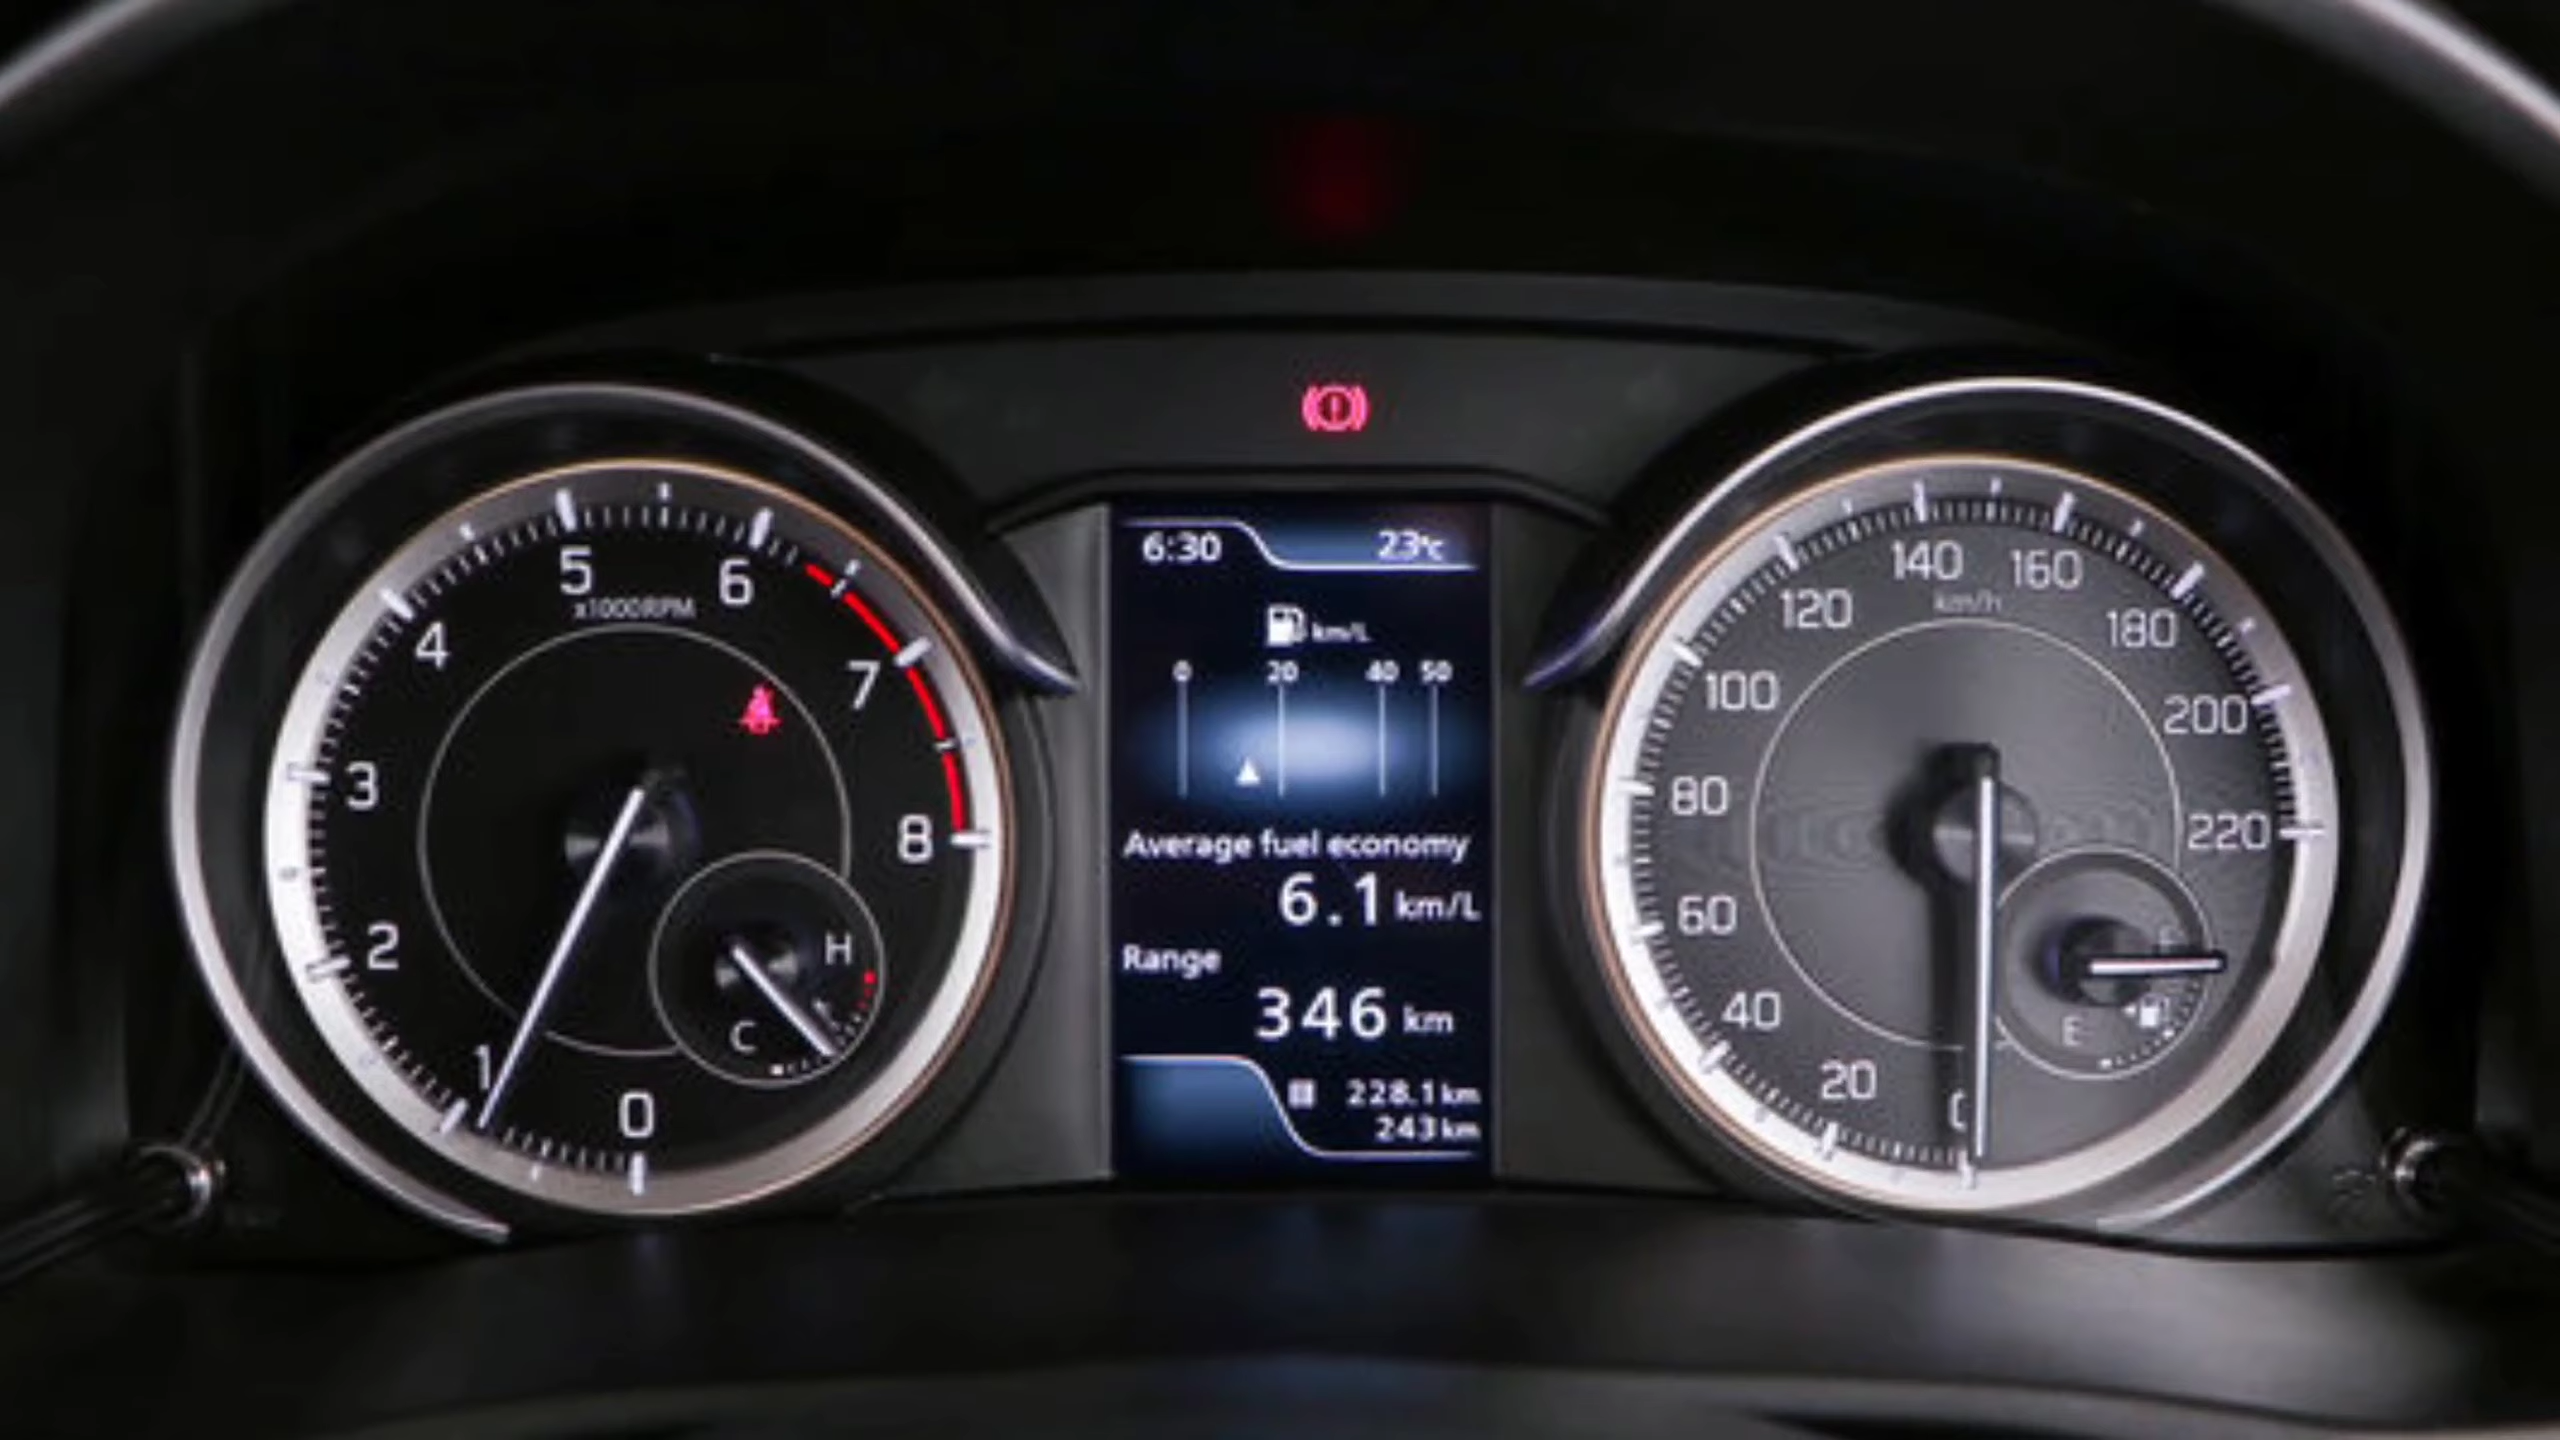 5
6
x1000RPM
4
7
3
8
2
H
C
1
0
6:30 23°C
km/L
0 20 40 50
Average fuel economy
6.1 km/L
Range
346 km
228.1 km
243 km
140
160
km/h
120
180
100
200
80
220
60
40
E
20
0